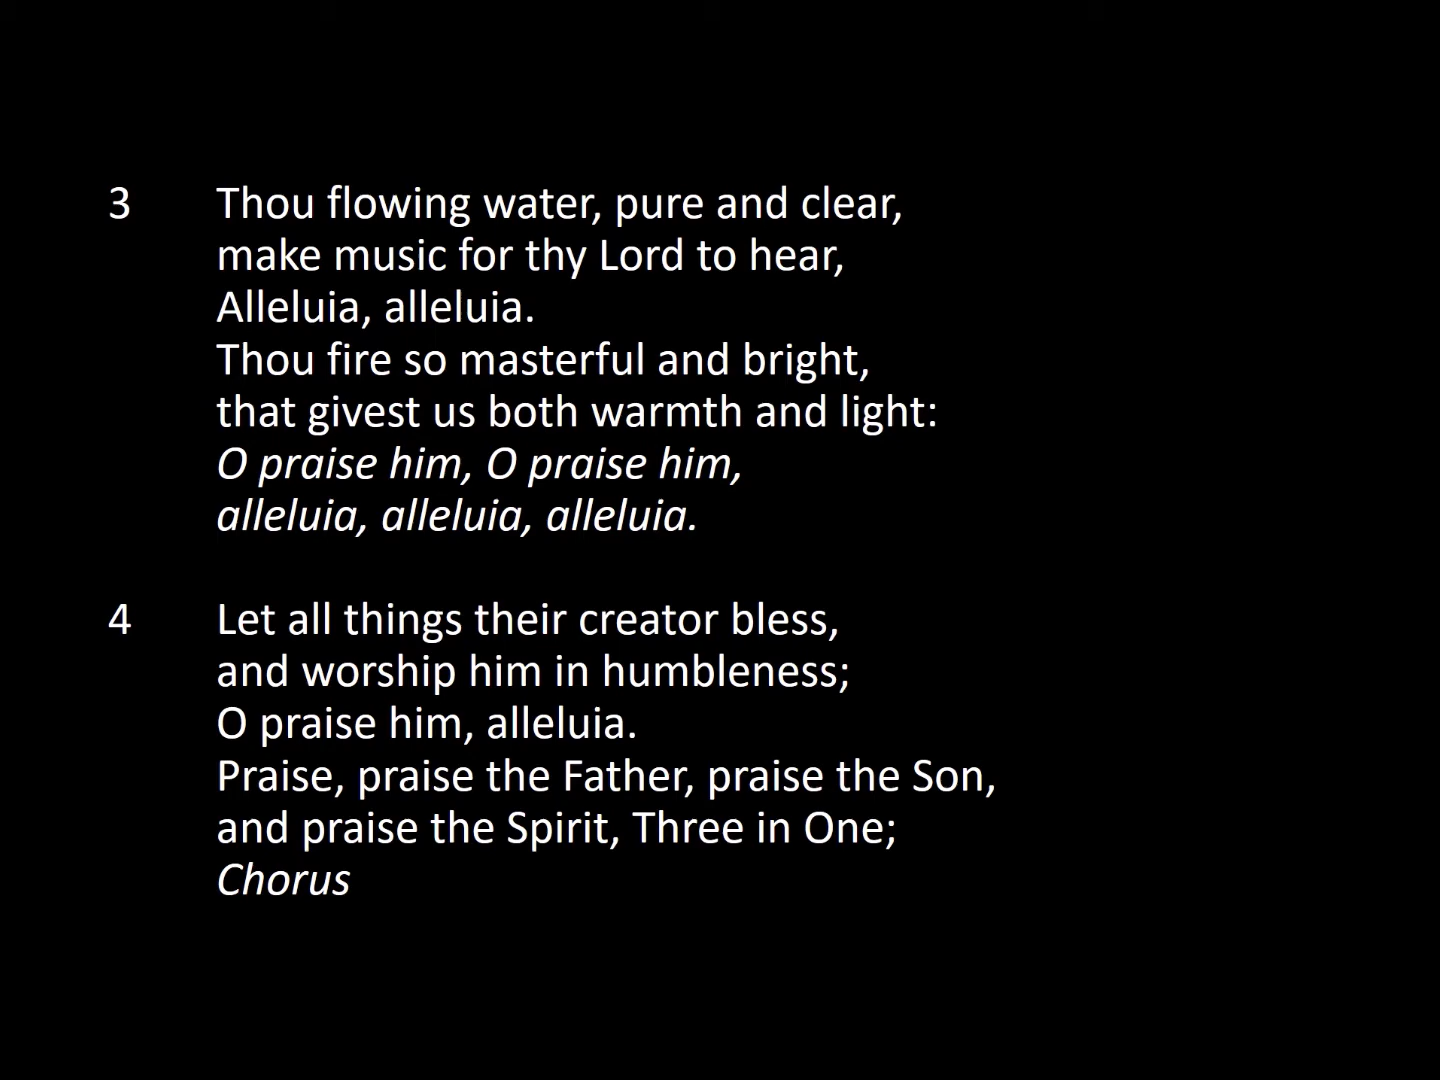 3 Thou flowing water, pure and clear,
make music for thy Lord to hear,
Alleluia, alleluia.
Thou fire so masterful and bright,
that givest us both warmth and light:
O praise him, O praise him,
alleluia, alleluia, alleluia.
4 Let all things their creator bless,
and worship him in humbleness;
O praise him, alleluia.
Praise, praise the Father, praise the Son,
and praise the Spirit, Three in One;
Chorus